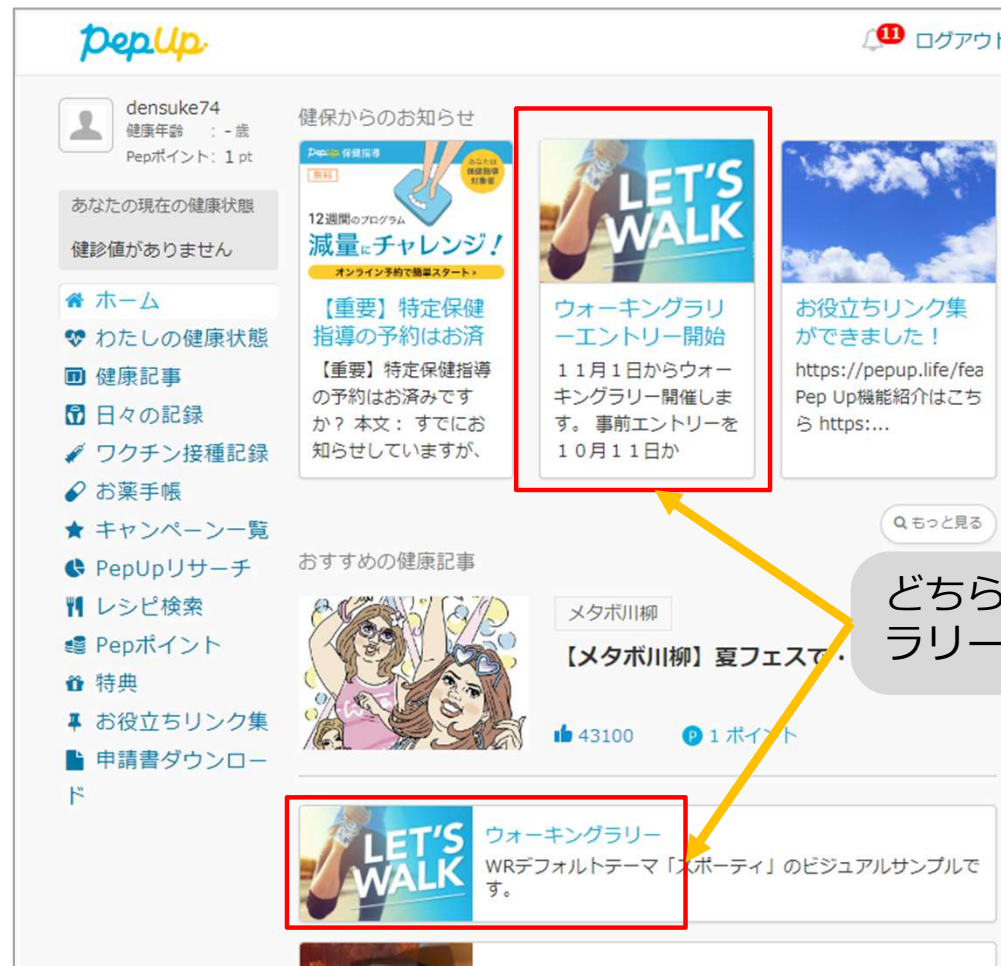 PepUp
11 ログアウト
densuke74
健康年齢 : - 歳
Pepポイント: 1 pt
あなたの現在の健康状態
健診値がありません
ホーム
わたしの健康状態
健康記事
日々の記録
ワクチン接種記録
お薬手帳
キャンペーン一覧
PepUpリサーチ
レシピ検索
Pepポイント
特典
お役立ちリンク集
申請書ダウンロー
ド
健保からのお知らせ
PepUp 保健指導
無料
あなたは
保健指導
対象者
12週間のプログラム
減量にチャレンジ!
オンライン予約で簡単スタート
【重要】特定保健
指導の予約はお済
【重要】特定保健指導
の予約はお済みです
か? 本文: すでにお
知らせしていますが、
LET'S
WALK
ウォーキングラリ
ーエントリー開始
11月1日からウォー
キングラリー開催しま
す。 事前エントリーを
10月11日か
お役立ちリンク集
ができました!
https://pepup.life/fea
Pep Up機能紹介はこち
ら https:...
もっと見る
おすすめの健康記事
メタボ川柳
【メタボ川柳】夏フェスで・
43100 P 1 ポイント
どちら
ラリー
LET'S
WALK
ウォーキングラリー
WRデフォルトテーマ「スポーティ」のビジュアルサンプルで
す。